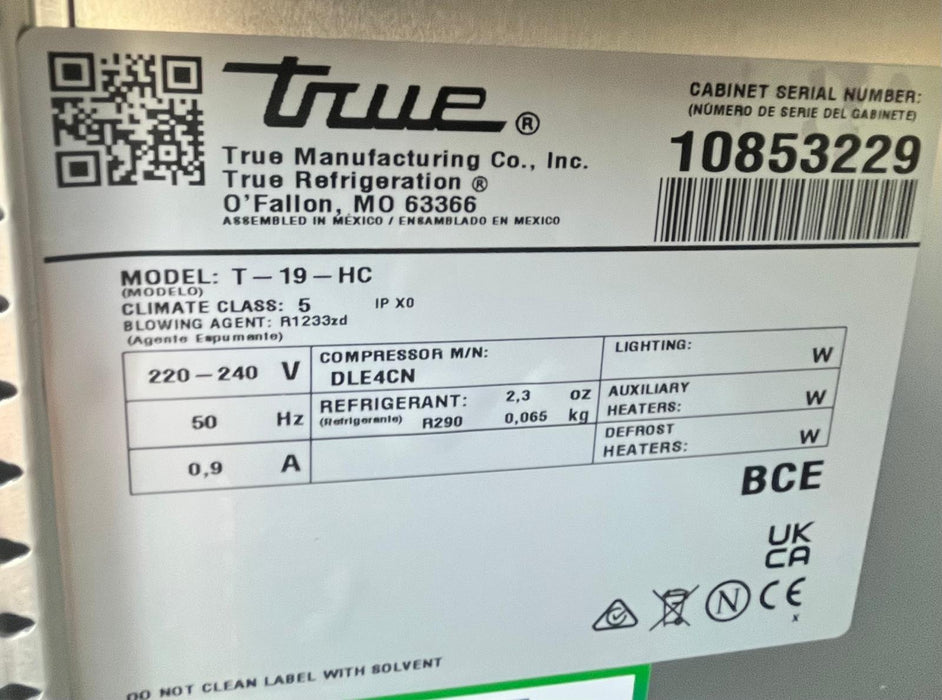 true®
True Manufacturing Co., Inc.
True Refrigeration ®
O'Fallon, MO 63366
ASSEMBLED IN MÉXICO / ENSAMBLADO EN MEXICO
CABINET SERIAL NUMBER:
(NÚMERO DE SERIE DEL GABINETE)
10853229
MODEL: T-19-HC
(MODELO)
CLIMATE CLASS: 5 IP X0
BLOWING AGENT: R1233zd
(Agente Espumante)
220-240 V
50 Hz
0,9 A
COMPRESSOR M/N:
DLE4CN
REFRIGERANT: 2,3 oz
(Refrigerante) R290 0,065 kg
LIGHTING: W
AUXILIARY
HEATERS: W
DEFROST
HEATERS: W
BCE
UK
CA
N CE
x
DO NOT CLEAN LABEL WITH SOLVENT